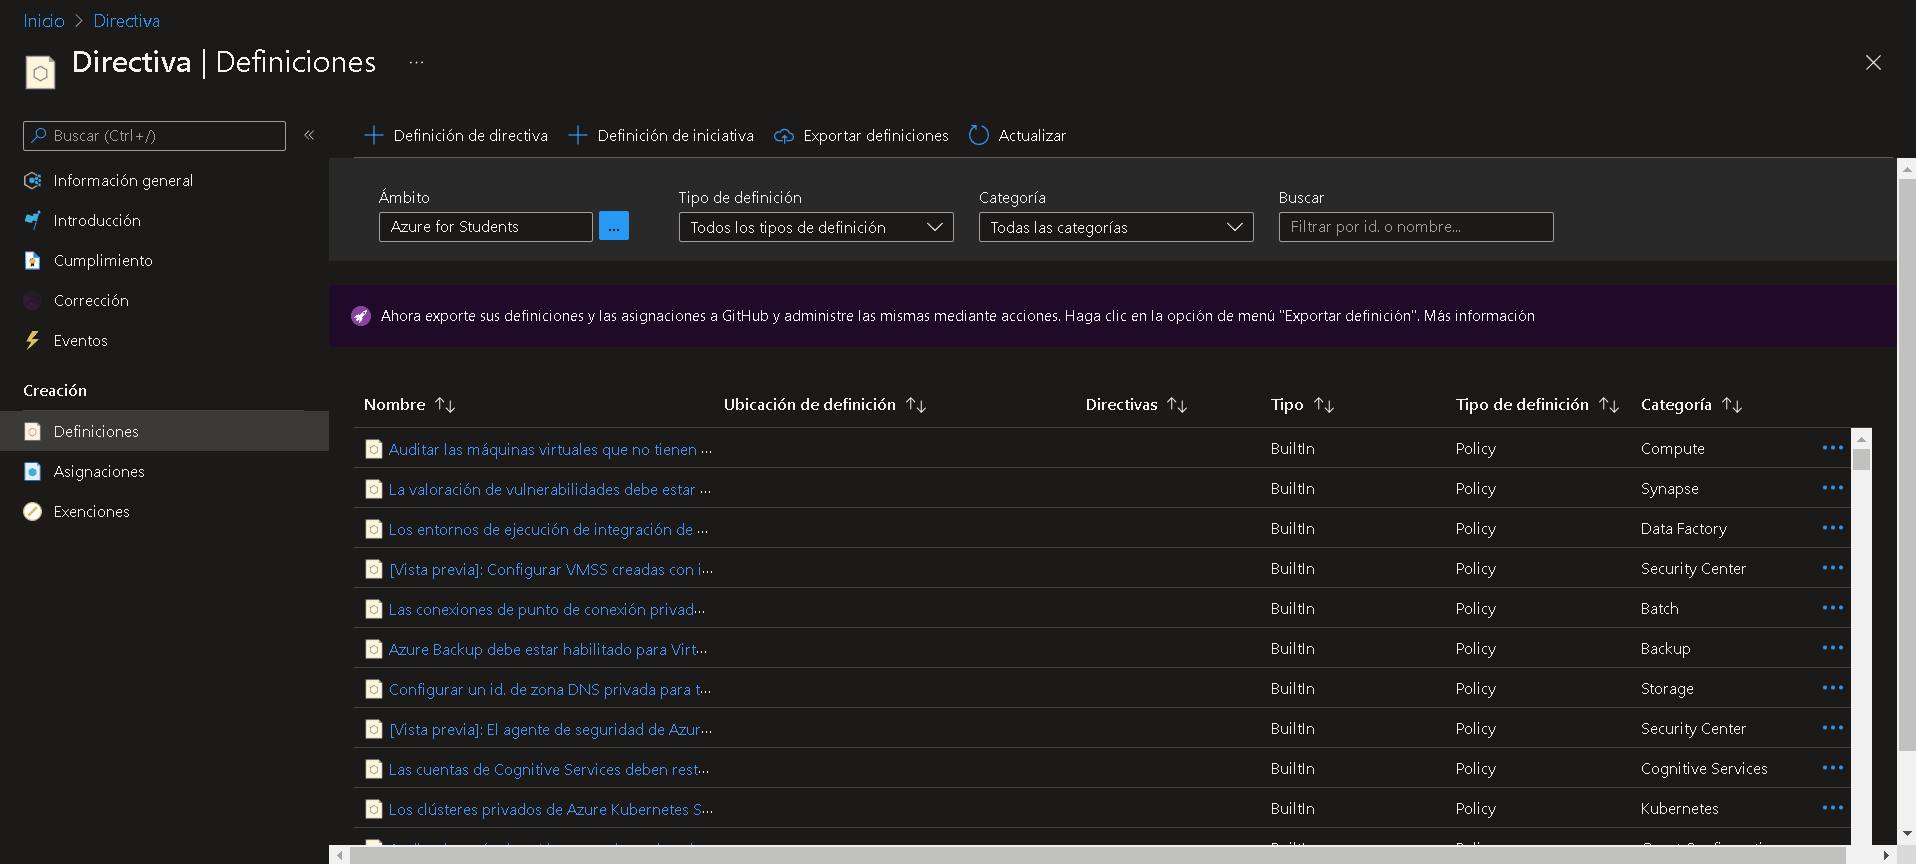 Inicio > Directiva
Directiva | Definiciones ...
Buscar (Ctrl+/) «
Información general
Introducción
Cumplimiento
Corrección
Eventos
Creación
Definiciones
Asignaciones
Exenciones
+ Definición de directiva + Definición de iniciativa Exportar definiciones Actualizar
Ámbito Tipo de definición Categoría Buscar
Azure for Students ... Todos los tipos de definición Todas las categorías Filtrar por id. o nombre...
Ahora exporte sus definiciones y las asignaciones a GitHub y administre las mismas mediante acciones. Haga clic en la opción de menú "Exportar definición". Más información
Nombre ↑↓ Ubicación de definición ↑↓ Directivas ↑↓ Tipo ↑↓ Tipo de definición ↑↓ Categoría ↑↓
Auditar las máquinas virtuales que no tienen ... BuiltIn Policy Compute ...
La valoración de vulnerabilidades debe estar ... BuiltIn Policy Synapse ...
Los entornos de ejecución de integración de ... BuiltIn Policy Data Factory ...
[Vista previa]: Configurar VMSS creadas con i... BuiltIn Policy Security Center ...
Las conexiones de punto de conexión privad... BuiltIn Policy Batch ...
Azure Backup debe estar habilitado para Virt... BuiltIn Policy Backup ...
Configurar un id. de zona DNS privada para t... BuiltIn Policy Storage ...
[Vista previa]: El agente de seguridad de Azur... BuiltIn Policy Security Center ...
Las cuentas de Cognitive Services deben rest... BuiltIn Policy Cognitive Services ...
Los clústeres privados de Azure Kubernetes S... BuiltIn Policy Kubernetes ...